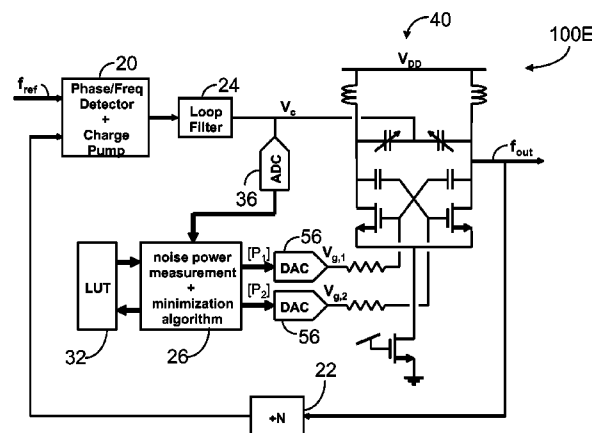 40
100E
20
V_DD
f_ref
Phase/Freq
Detector
+
Charge
Pump
24
Loop
Filter
V_c
f_out
ADC
36
56
[P_1]
DAC
V_g,1
LUT
noise power
measurement
+
minimization
algorithm
[P_2]
DAC
V_g,2
32
26
56
22
÷N